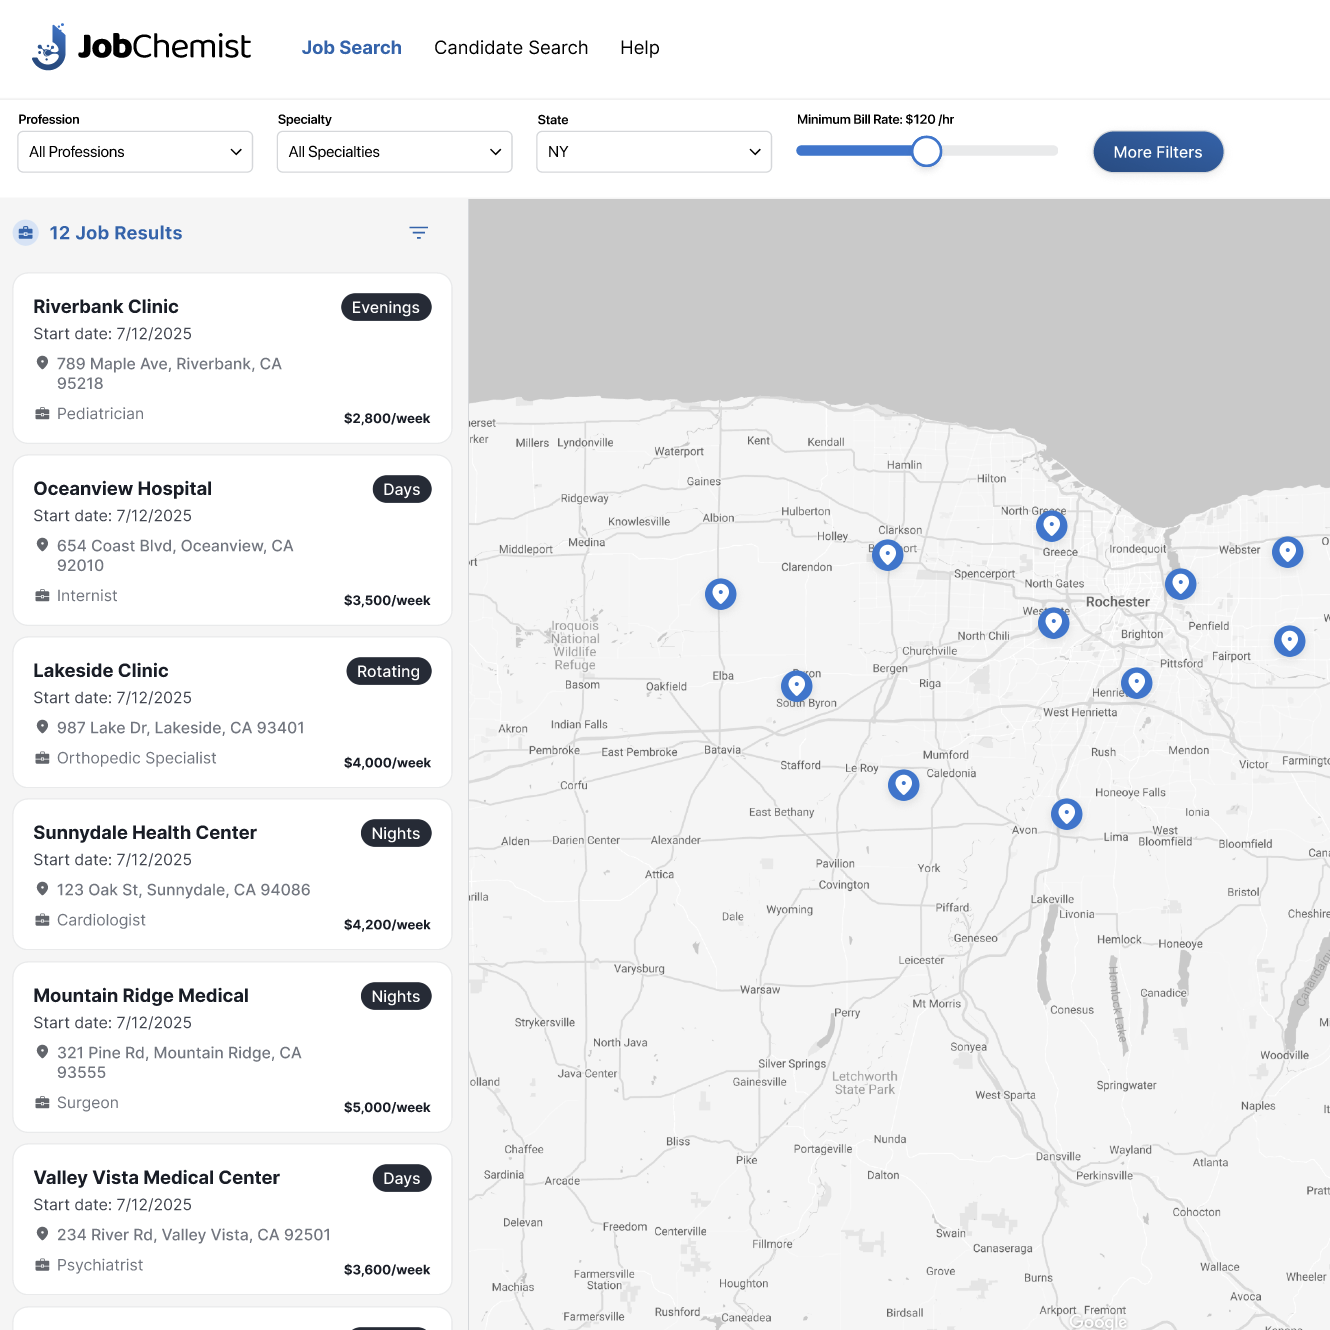 JobChemist
Job Search
Candidate Search
Help
Profession
Specialty
State
Minimum Bill Rate: $120 /hr
All Professions
All Specialties
NY
More Filters
12 Job Results
Riverbank Clinic
Evenings
Start date: 7/12/2025
789 Maple Ave, Riverbank, CA
95218
Pediatrician
$2,800/week
Oceanview Hospital
Days
Start date: 7/12/2025
654 Coast Blvd, Oceanview, CA
92010
Internist
$3,500/week
Lakeside Clinic
Rotating
Start date: 7/12/2025
987 Lake Dr, Lakeside, CA 93401
Orthopedic Specialist
$4,000/week
Sunnydale Health Center
Nights
Start date: 7/12/2025
123 Oak St, Sunnydale, CA 94086
Cardiologist
$4,200/week
Mountain Ridge Medical
Nights
Start date: 7/12/2025
321 Pine Rd, Mountain Ridge, CA
93555
Surgeon
$5,000/week
Valley Vista Medical Center
Days
Start date: 7/12/2025
234 River Rd, Valley Vista, CA 92501
Psychiatrist
$3,600/week
Millers
Lyndonville
Waterport
Kent
Kendall
Hamlin
Hilton
Gaines
Ridgeway
Knowlesville
Albion
Hulberton
Clarkson
North Greece
Medina
Middleport
Holley
Greece
Irondequoit
Webster
Clarendon
Spencerport
North Gates
Rochester
Iroquois
National
Wildlife
Refuge
North Chili
Brighton
Penfield
Churchville
Pittsford
Fairport
Bergen
Riga
Elba
Basom
Oakfield
South Byron
West Henrietta
Akron
Indian Falls
Pembroke
East Pembroke
Batavia
Stafford
Le Roy
Mumford
Caledonia
Rush
Mendon
Victor
Corfu
Honeoye Falls
East Bethany
Ionia
Avon
Lima
West
Bloomfield
Bloomfield
Alden
Darien Center
Alexander
Pavilion
York
Attica
Covington
Bristol
Lakeville
Dale
Wyoming
Piffard
Livonia
Geneseo
Hemlock
Honeoye
Leicester
Varysburg
Warsaw
Hemlock Lake
Canadice
Mt Morris
Perry
Conesus
Strykersville
North Java
Sonyea
Woodville
Silver Springs
Java Center
Gainesville
Letchworth
State Park
Springwater
West Sparta
Naples
Bliss
Nunda
Chaffee
Portageville
Pike
Dansville
Wayland
Atlanta
Sardinia
Arcade
Dalton
Perkinsville
Cohocton
Delevan
Freedom
Centerville
Swain
Fillmore
Canaseraga
Wallace
Farmersville
Station
Grove
Burns
Wheeler
Machias
Houghton
Avoca
Farmersville
Rushford
Caneadea
Birdsall
Arkport
Fremont
Google